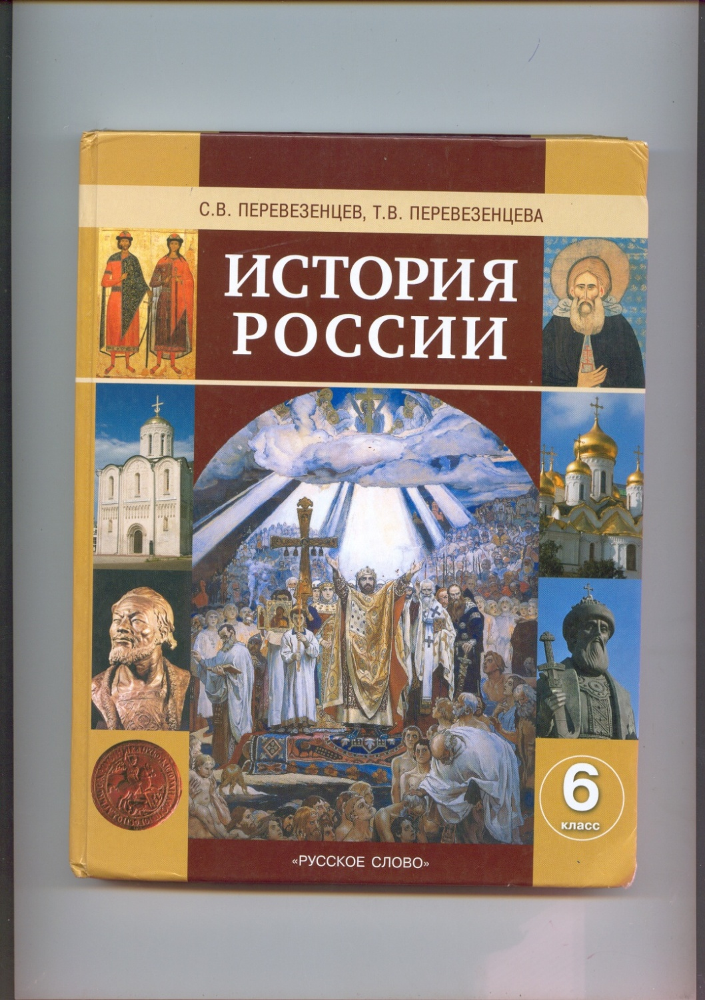 С.В. ПЕРЕВЕЗЕНЦЕВ, Т.В. ПЕРЕВЕЗЕНЦЕВА
ИСТОРИЯ
РОССИИ
6
класс
«РУССКОЕ СЛОВО»